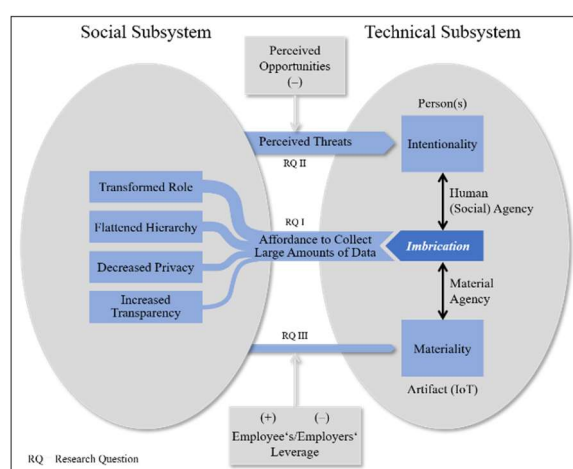 Social Subsystem
Technical Subsystem
Perceived
Opportunities
(–)
Person(s)
Perceived Threats
Intentionality
RQ II
Transformed Role
Human
(Social) Agency
RQ I
Flattened Hierarchy
Affordance to Collect
Large Amounts of Data
Imbrication
Decreased Privacy
Material
Agency
Increased
Transparency
RQ III
Materiality
Artifact (IoT)
(+) (–)
Employee‘s/Employers‘
Leverage
RQ Research Question